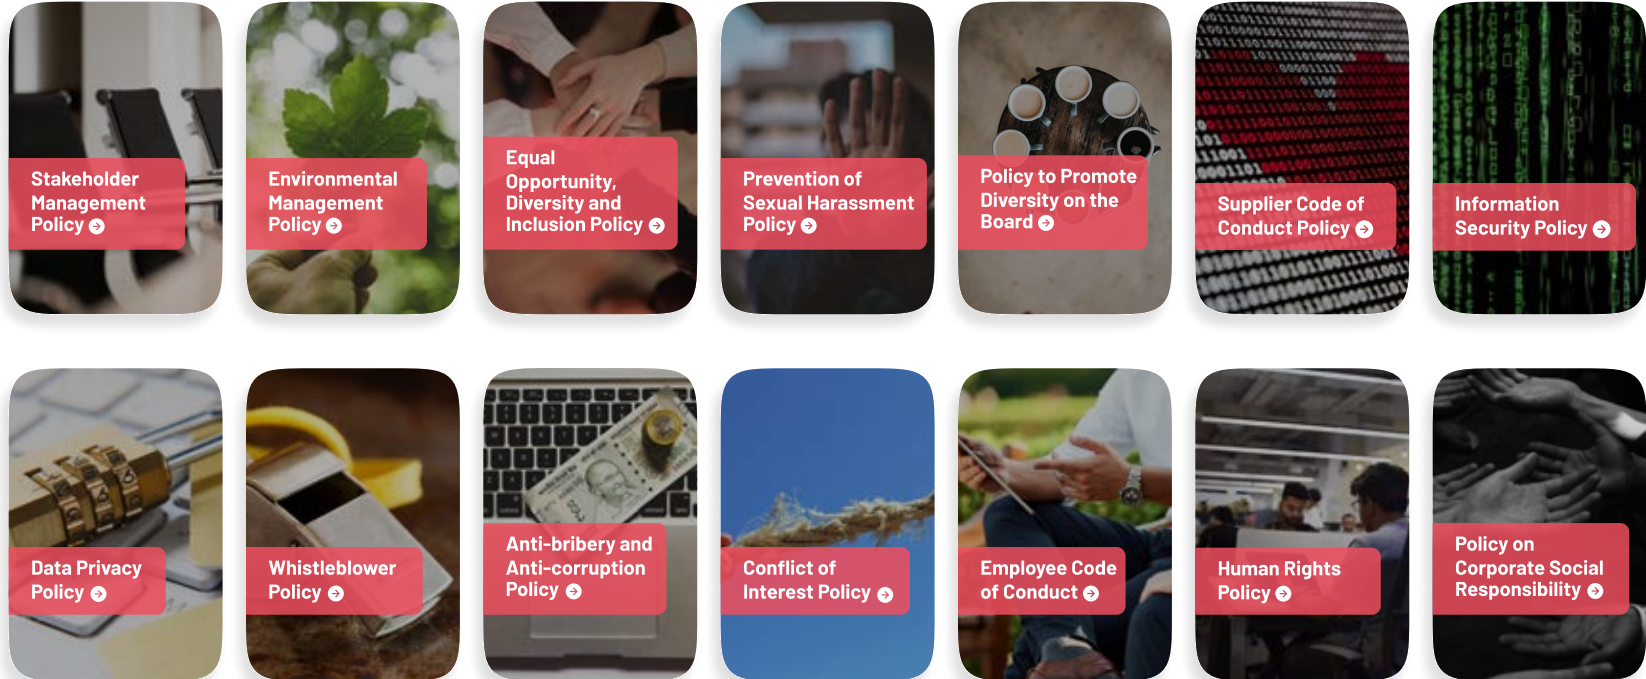 Stakeholder
Management
Policy
Environmental
Management
Policy
Equal
Opportunity,
Diversity and
Inclusion Policy
Prevention of
Sexual Harassment
Policy
Policy to Promote
Diversity on the
Board
Supplier Code of
Conduct Policy
Information
Security Policy
Data Privacy
Policy
Whistleblower
Policy
Anti-bribery and
Anti-corruption
Policy
Conflict of
Interest Policy
Employee Code
of Conduct
Human Rights
Policy
Policy on
Corporate Social
Responsibility